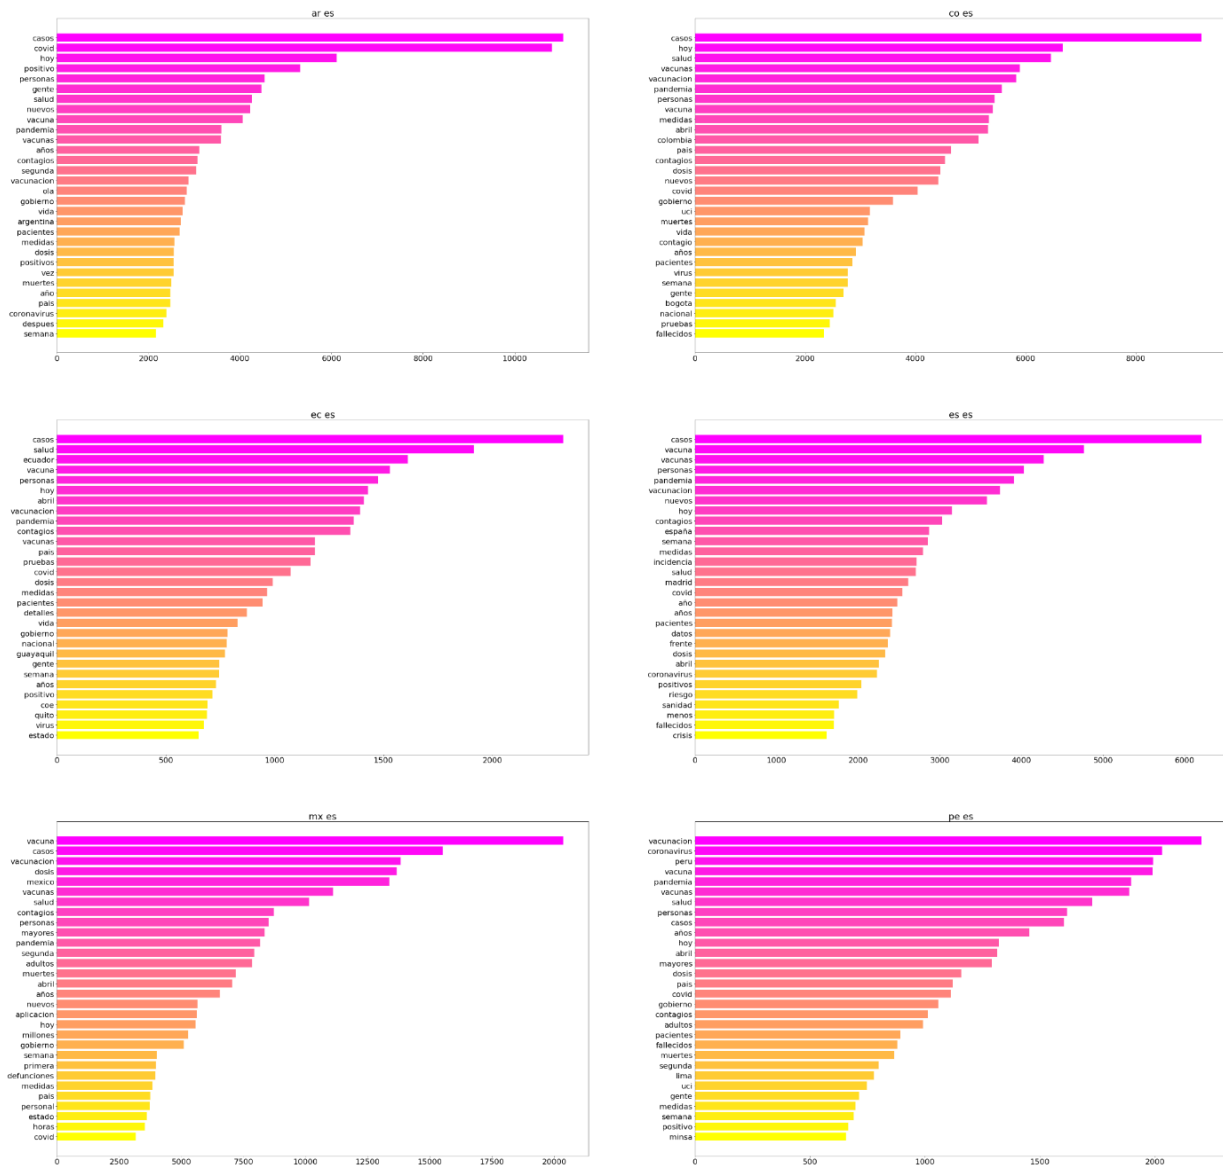 ar es
casos
covid
hoy
positivo
personas
gente
salud
nuevos
vacuna
pandemia
vacunas
años
contagios
segunda
vacunacion
ola
gobierno
vida
argentina
pacientes
medidas
dosis
positivos
vez
muertes
año
pais
coronavirus
despues
semana
0 2000 4000 6000 8000 10000
co es
casos
hoy
salud
vacunas
vacunacion
pandemia
personas
vacuna
medidas
abril
colombia
pais
contagios
dosis
nuevos
covid
gobierno
uci
muertes
vida
contagio
años
pacientes
virus
semana
gente
bogota
nacional
pruebas
fallecidos
0 2000 4000 6000 8000
ec es
casos
salud
ecuador
vacuna
personas
hoy
abril
vacunacion
pandemia
contagios
vacunas
pais
pruebas
covid
dosis
medidas
pacientes
detalles
vida
gobierno
nacional
guayaquil
gente
semana
años
positivo
coe
quito
virus
estado
0 500 1000 1500 2000
es es
casos
vacuna
vacunas
personas
pandemia
vacunacion
nuevos
hoy
contagios
españa
semana
medidas
incidencia
salud
madrid
covid
año
años
pacientes
datos
frente
dosis
abril
coronavirus
positivos
riesgo
sanidad
menos
fallecidos
crisis
0 1000 2000 3000 4000 5000 6000
mx es
vacuna
casos
vacunacion
dosis
mexico
vacunas
salud
contagios
personas
mayores
pandemia
segunda
adultos
muertes
abril
años
nuevos
aplicacion
hoy
millones
gobierno
semana
primera
defunciones
medidas
pais
personal
estado
horas
covid
0 2500 5000 7500 10000 12500 15000 17500 20000
pe es
vacunacion
coronavirus
peru
vacuna
pandemia
vacunas
salud
personas
casos
años
hoy
abril
mayores
dosis
pais
covid
gobierno
contagios
adultos
pacientes
fallecidos
muertes
segunda
lima
uci
gente
medidas
semana
positivo
minsa
0 500 1000 1500 2000